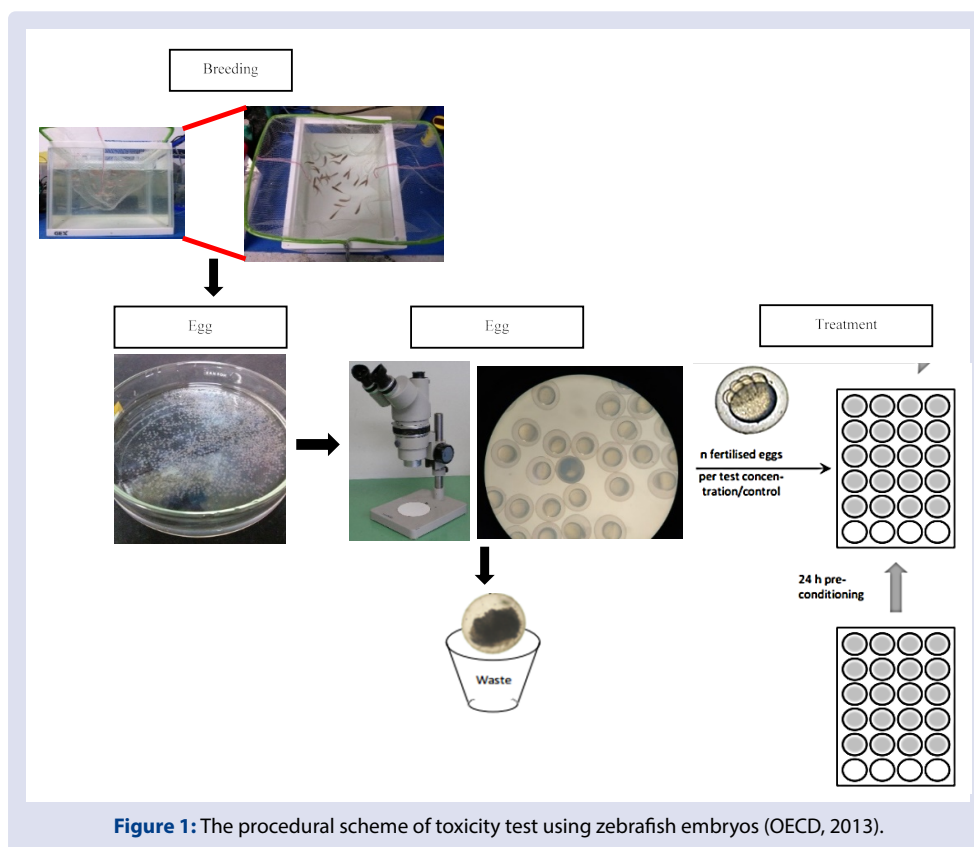 Breeding
Egg
Egg
Treatment
n fertilised eggs
per test concen-
tration/control
24 h pre-
conditioning
Waste
Figure 1: The procedural scheme of toxicity test using zebrafish embryos (OECD, 2013).